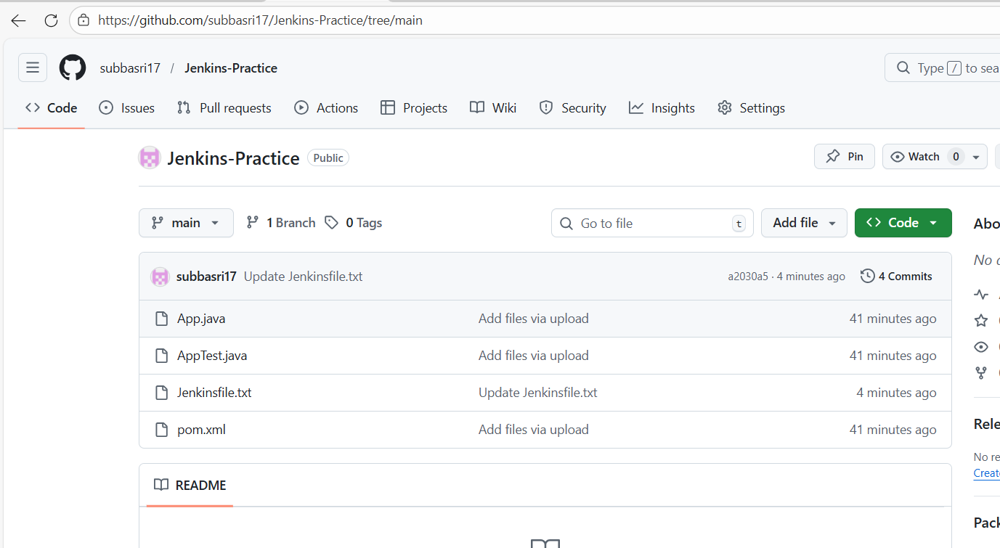 https://github.com/subbasri17/Jenkins-Practice/tree/main
subbasri17 / Jenkins-Practice
Type / to sea
Code Issues Pull requests Actions Projects Wiki Security Insights Settings
Jenkins-Practice Public
Pin Watch 0
main 1 Branch 0 Tags Go to file t Add file Code
Abo
No
subbasri17 Update Jenkinsfile.txt a2030a5 · 4 minutes ago 4 Commits
App.java Add files via upload 41 minutes ago
AppTest.java Add files via upload 41 minutes ago
Jenkinsfile.txt Update Jenkinsfile.txt 4 minutes ago
pom.xml Add files via upload 41 minutes ago
Rele
No re
Creat
README
Pack